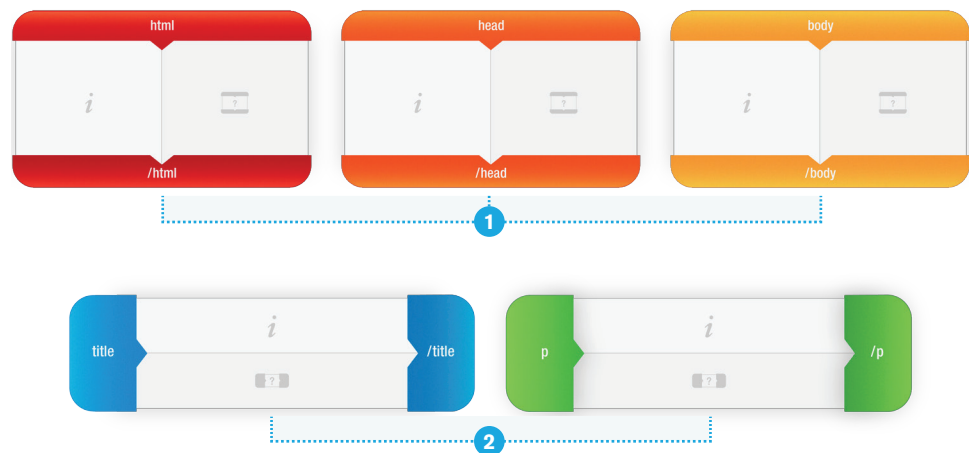 html
head
body
i
?
i
?
i
?
/html
/head
/body
1
title
i
/title
p
i
/p
?
?
2